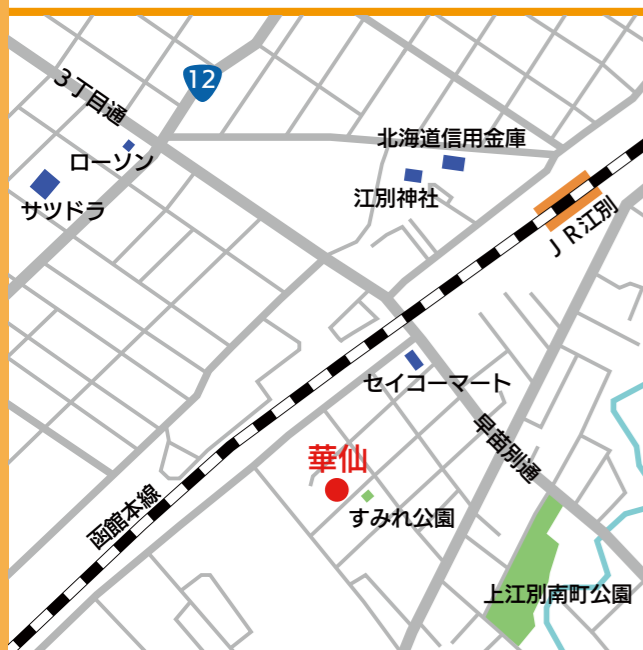 3丁目通
12
ローソン
サツドラ
北海道信用金庫
江別神社
JR江別
セイコーマート
早苗別通
華仙
すみれ公園
函館本線
上江別南町公園